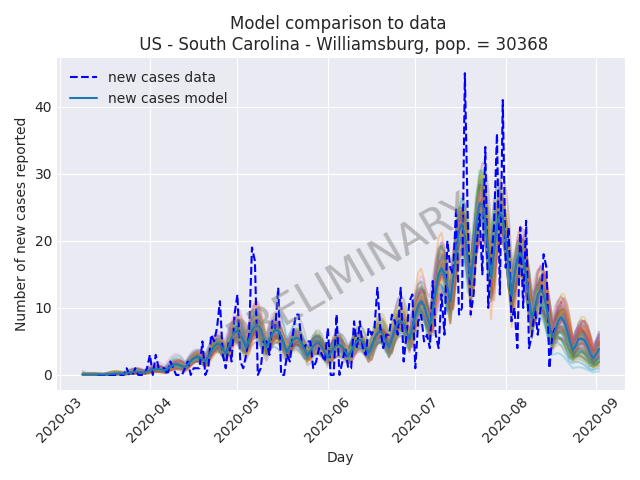 Model comparison to data
US - South Carolina - Williamsburg, pop. = 30368
new cases data
new cases model
PRELIMINARY
Number of new cases reported
40
30
20
10
0
2020-03
2020-04
2020-05
2020-06
2020-07
2020-08
2020-09
Day